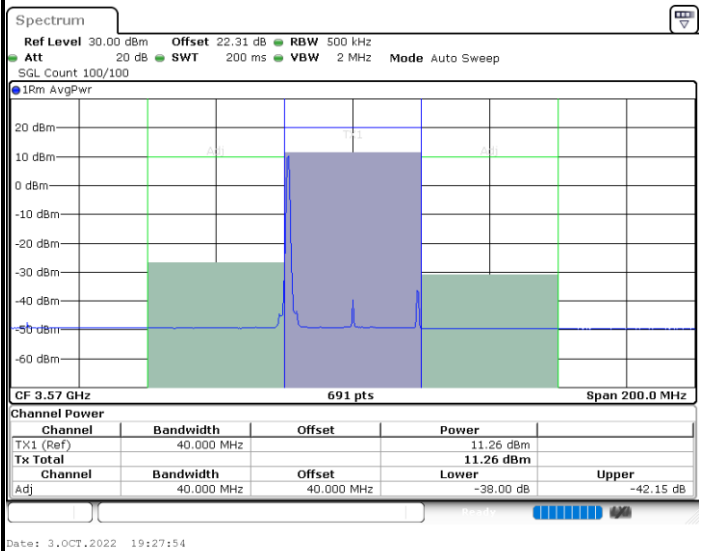 Spectrum
Ref Level 30.00 dBm Offset 22.31 dB RBW 500 kHz
Att 20 dB SWT 200 ms VBW 2 MHz Mode Auto Sweep
SGL Count 100/100
1Rm AvgPwr
20 dBm
TX1
10 dBm Adj Adj
0 dBm
-10 dBm
-20 dBm
-30 dBm
-40 dBm
-50 dBm
-60 dBm
CF 3.57 GHz 691 pts Span 200.0 MHz
Channel Power
Channel Bandwidth Offset Power
TX1 (Ref) 40.000 MHz 11.26 dBm
Tx Total 11.26 dBm
Channel Bandwidth Offset Lower Upper
Adj 40.000 MHz 40.000 MHz -38.00 dB -42.15 dB
Ready
Date: 3.OCT.2022 19:27:54